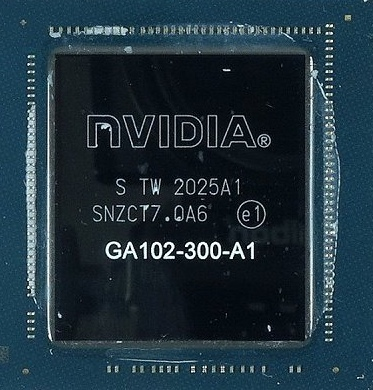 NVIDIA®
S TW 2025A1
SNZCT7.0A6 e1
GA102-300-A1